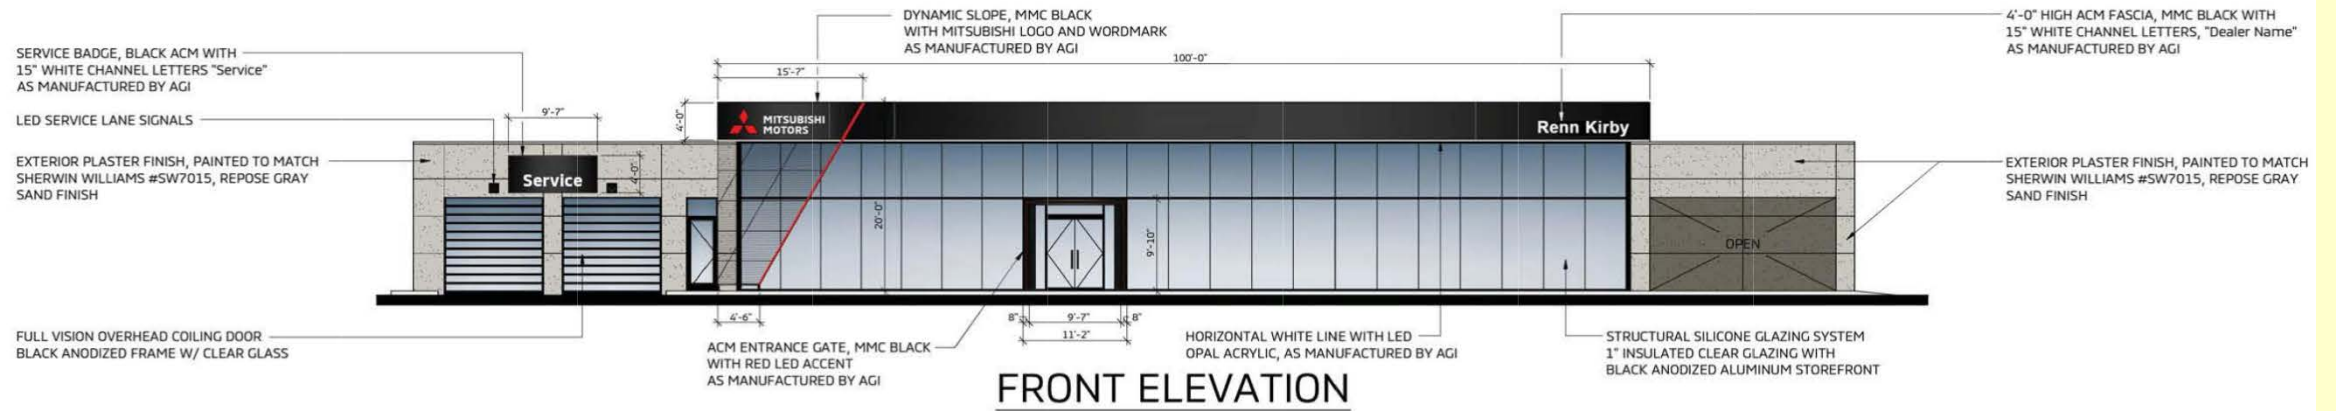 DYNAMIC SLOPE, MMC BLACK
WITH MITSUBISHI LOGO AND WORDMARK
AS MANUFACTURED BY AGI
4'-0" HIGH ACM FASCIA, MMC BLACK WITH
15" WHITE CHANNEL LETTERS, "Dealer Name"
AS MANUFACTURED BY AGI
SERVICE BADGE, BLACK ACM WITH
15" WHITE CHANNEL LETTERS "Service"
AS MANUFACTURED BY AGI
100'-0"
15'-7"
9'-7"
LED SERVICE LANE SIGNALS
4'-0"
MITSUBISHI
MOTORS
Renn Kirby
EXTERIOR PLASTER FINISH, PAINTED TO MATCH
SHERWIN WILLIAMS #SW7015, REPOSE GRAY
SAND FINISH
Service
4'-0"
EXTERIOR PLASTER FINISH, PAINTED TO MATCH
SHERWIN WILLIAMS #SW7015, REPOSE GRAY
SAND FINISH
20'-0"
9'-10"
OPEN
4'-6"
8"
9'-7"
8"
11'-2"
FULL VISION OVERHEAD COILING DOOR
BLACK ANODIZED FRAME W/ CLEAR GLASS
ACM ENTRANCE GATE, MMC BLACK
WITH RED LED ACCENT
AS MANUFACTURED BY AGI
HORIZONTAL WHITE LINE WITH LED
OPAL ACRYLIC, AS MANUFACTURED BY AGI
STRUCTURAL SILICONE GLAZING SYSTEM
1" INSULATED CLEAR GLAZING WITH
BLACK ANODIZED ALUMINUM STOREFRONT
FRONT ELEVATION